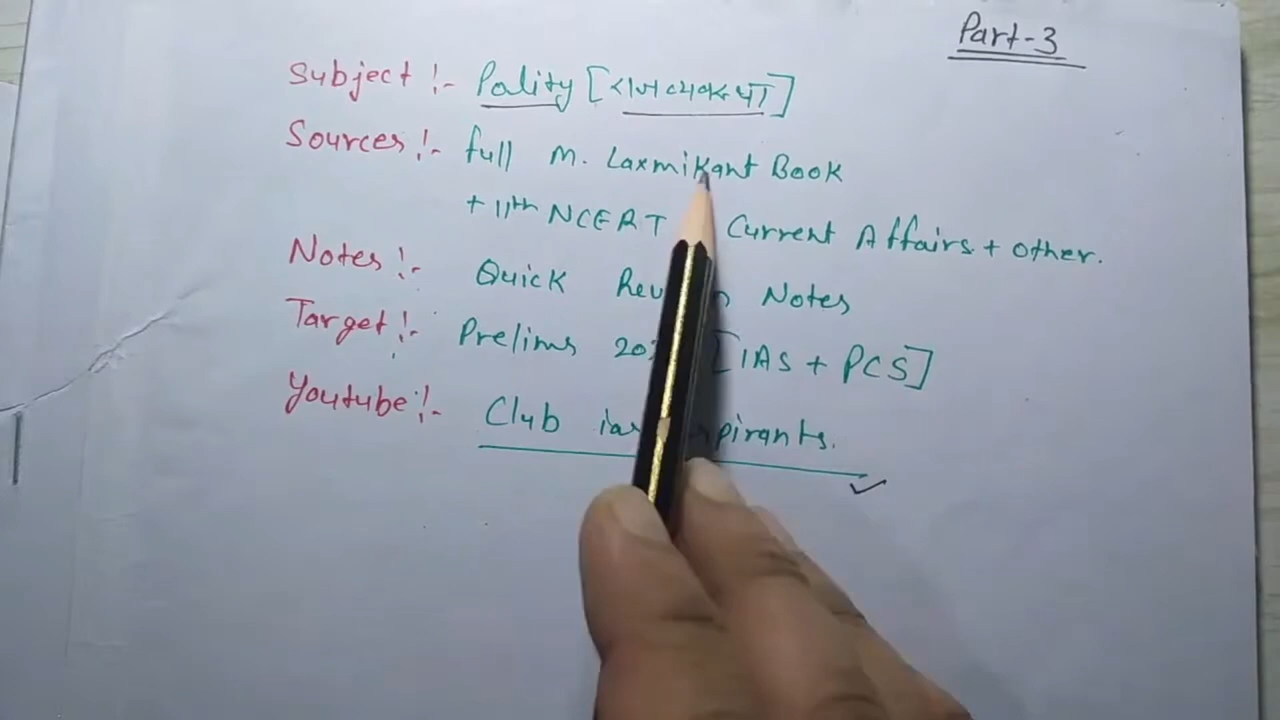 Part-3
Subject :- Polity [राजव्यवस्था]
Sources :- full M. Laxmikant Book
+ 11th NCERT Current Affairs + other.
Notes :- Quick Notes
Target :- Prelims [IAS + PCS]
Youtube :- Club ias